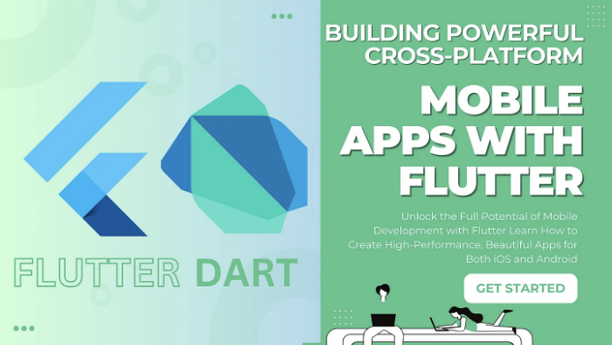 FLUTTER DART
BUILDING POWERFUL
CROSS-PLATFORM
MOBILE
APPS WITH
FLUTTER
Unlock the Full Potential of Mobile
Development with Flutter Learn How to
Create High-Performance, Beautiful Apps for
Both iOS and Android
GET STARTED